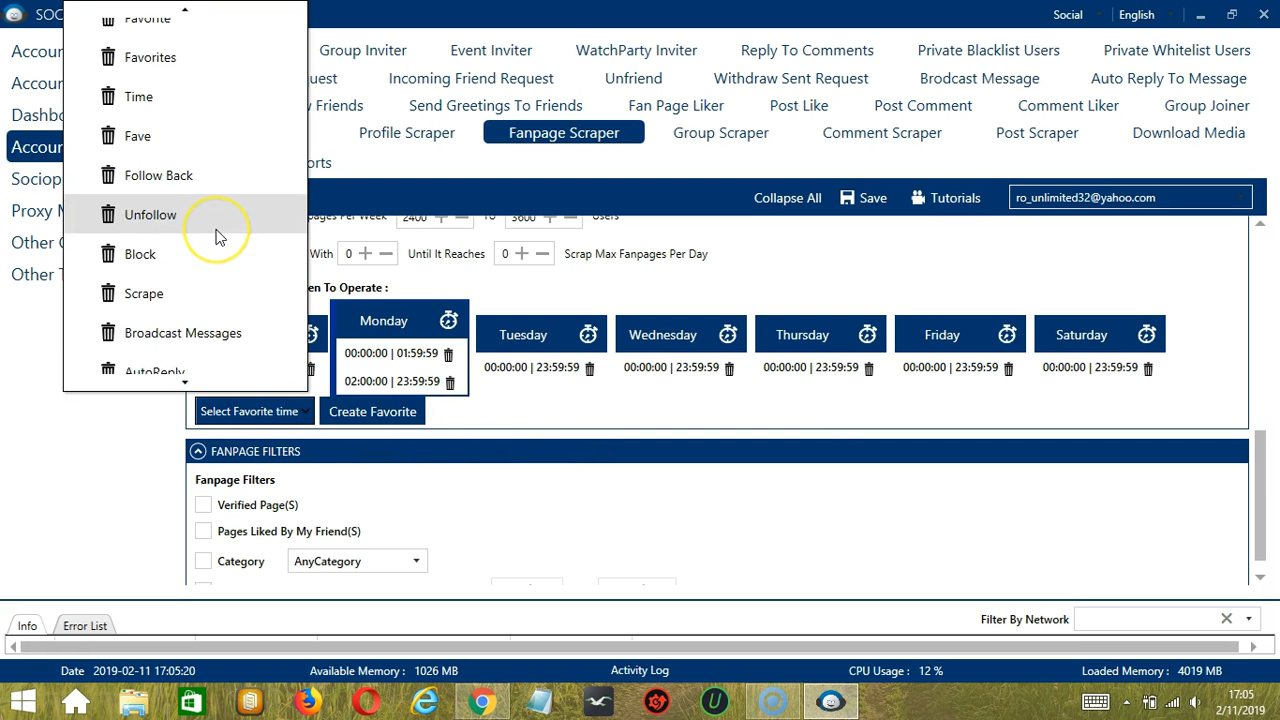 SOC
Social
English
Accou
Accou
Dashbo
Accoun
Sociop
Proxy M
Other C
Other T
Favorite
Favorites
Time
Fave
Follow Back
Unfollow
Block
Scrape
Broadcast Messages
AutoReply
Group Inviter
Event Inviter
WatchParty Inviter
Reply To Comments
Private Blacklist Users
Private Whitelist Users
quest
Incoming Friend Request
Unfriend
Withdraw Sent Request
Brodcast Message
Auto Reply To Message
w Friends
Send Greetings To Friends
Fan Page Liker
Post Like
Post Comment
Comment Liker
Group Joiner
Profile Scraper
Fanpage Scraper
Group Scraper
Comment Scraper
Post Scraper
Download Media
orts
Collapse All
Save
Tutorials
ro_unlimited32@yahoo.com
pages Per Week 2400 To 3600 Users
With 0 Until It Reaches 0 Scrap Max Fanpages Per Day
en To Operate :
Monday
Tuesday
Wednesday
Thursday
Friday
Saturday
00:00:00 | 01:59:59
02:00:00 | 23:59:59
00:00:00 | 23:59:59
00:00:00 | 23:59:59
00:00:00 | 23:59:59
00:00:00 | 23:59:59
00:00:00 | 23:59:59
Select Favorite time
Create Favorite
FANPAGE FILTERS
Fanpage Filters
Verified Page(S)
Pages Liked By My Friend(S)
Category AnyCategory
Info
Error List
Filter By Network
Date 2019-02-11 17:05:20
Available Memory : 1026 MB
Activity Log
CPU Usage : 12 %
Loaded Memory : 4019 MB
17:05
2/11/2019